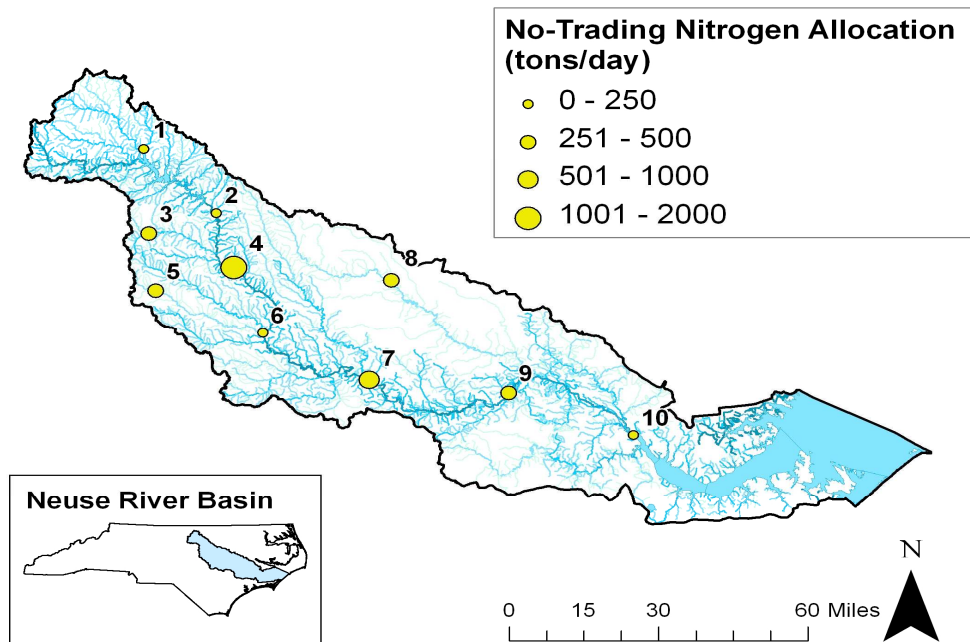 No-Trading Nitrogen Allocation
(tons/day)
0 - 250
251 - 500
501 - 1000
1001 - 2000
1
2
3
4
8
5
6
7
9
10
Neuse River Basin
N
0 15 30 60 Miles